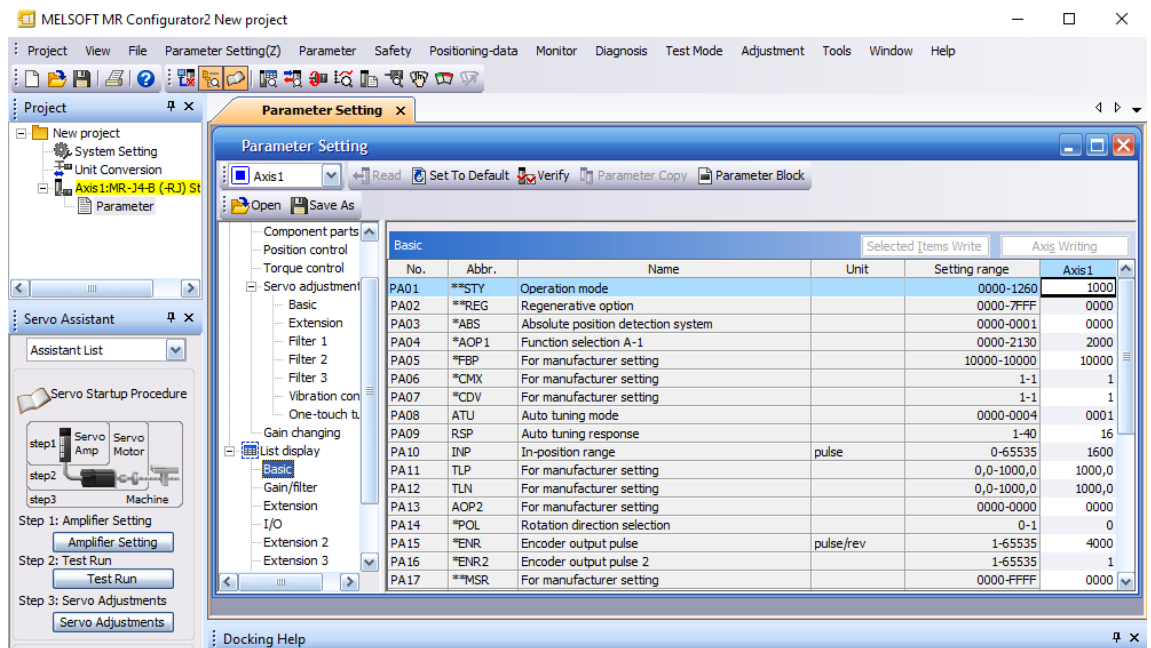 MELSOFT MR Configurator2 New project
Project View File Parameter Setting(Z) Parameter Safety Positioning-data Monitor Diagnosis Test Mode Adjustment Tools Window Help
Project
New project
System Setting
Unit Conversion
Axis1:MR-J4-B (-RJ) St
Parameter
Servo Assistant
Assistant List
Servo Startup Procedure
step1 Servo Amp Servo Motor
step2
step3 Machine
Step 1: Amplifier Setting
Amplifier Setting
Step 2: Test Run
Test Run
Step 3: Servo Adjustments
Servo Adjustments
Parameter Setting
Parameter Setting
Axis1 Read Set To Default Verify Parameter Copy Parameter Block
Open Save As
Component parts
Position control
Torque control
Servo adjustment
Basic
Extension
Filter 1
Filter 2
Filter 3
Vibration con
One-touch tu
Gain changing
List display
Basic
Gain/filter
Extension
I/O
Extension 2
Extension 3
Basic Selected Items Write Axis Writing
No. Abbr. Name Unit Setting range Axis1
PA01 **STY Operation mode 0000-1260 1000
PA02 **REG Regenerative option 0000-7FFF 0000
PA03 *ABS Absolute position detection system 0000-0001 0000
PA04 *AOP1 Function selection A-1 0000-2130 2000
PA05 *FBP For manufacturer setting 10000-10000 10000
PA06 *CMX For manufacturer setting 1-1 1
PA07 *CDV For manufacturer setting 1-1 1
PA08 ATU Auto tuning mode 0000-0004 0001
PA09 RSP Auto tuning response 1-40 16
PA10 INP In-position range pulse 0-65535 1600
PA11 TLP For manufacturer setting 0,0-1000,0 1000,0
PA12 TLN For manufacturer setting 0,0-1000,0 1000,0
PA13 AOP2 For manufacturer setting 0000-0000 0000
PA14 *POL Rotation direction selection 0-1 0
PA15 *ENR Encoder output pulse pulse/rev 1-65535 4000
PA16 *ENR2 Encoder output pulse 2 1-65535 1
PA17 **MSR For manufacturer setting 0000-FFFF 0000
Docking Help